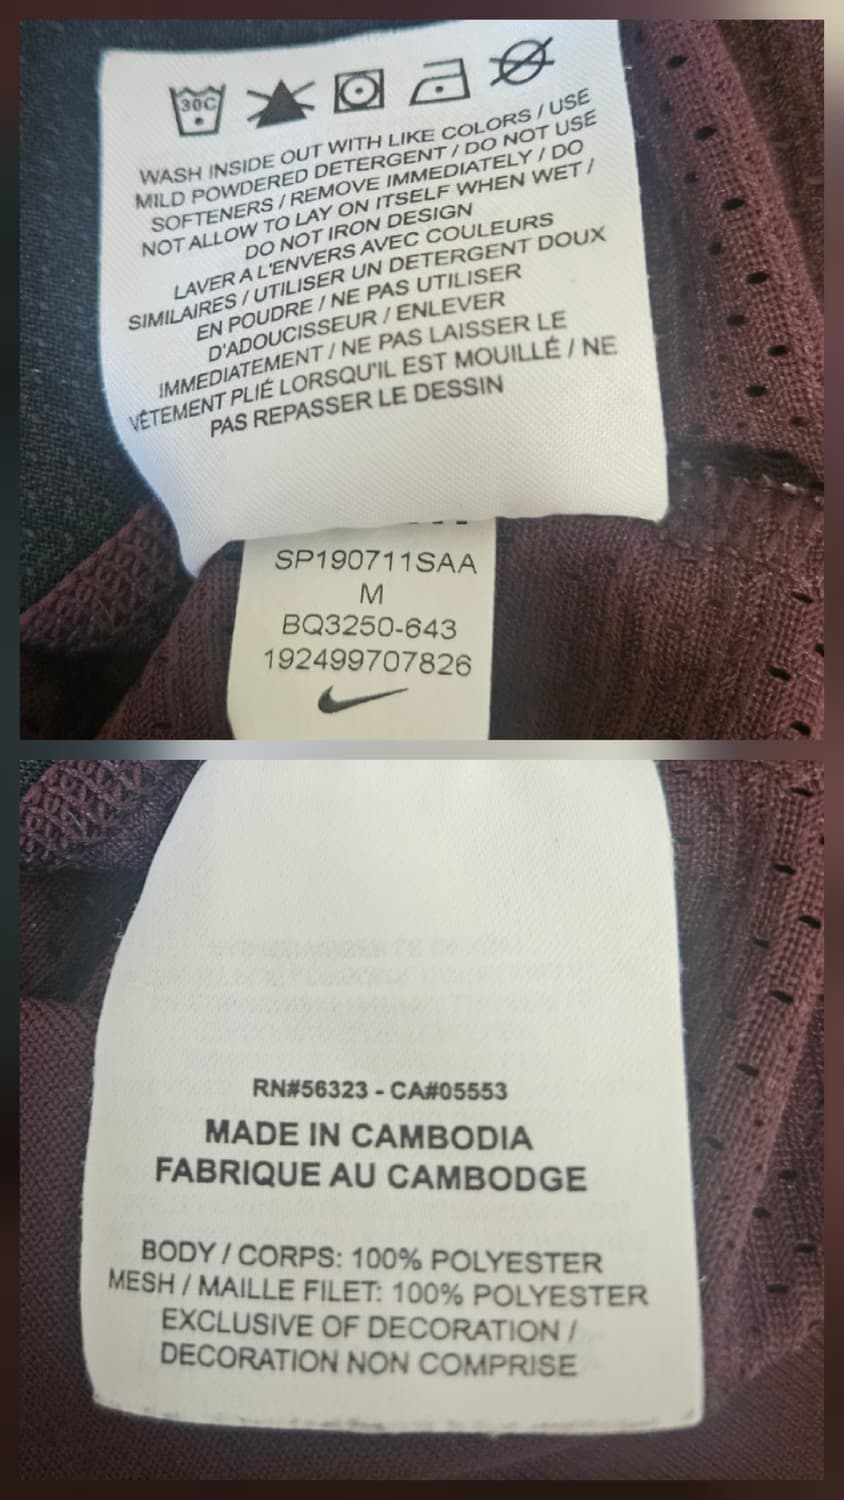 30C
WASH INSIDE OUT WITH LIKE COLORS / USE
MILD POWDERED DETERGENT / DO NOT USE
SOFTENERS / REMOVE IMMEDIATELY / DO
NOT ALLOW TO LAY ON ITSELF WHEN WET /
DO NOT IRON DESIGN
LAVER A L'ENVERS AVEC COULEURS
SIMILAIRES / UTILISER UN DETERGENT DOUX
EN POUDRE / NE PAS UTILISER
D'ADOUCISSEUR / ENLEVER
IMMEDIATEMENT / NE PAS LAISSER LE
VÊTEMENT PLIÉ LORSQU'IL EST MOUILLÉ / NE
PAS REPASSER LE DESSIN
SP190711SAA
M
BQ3250-643
192499707826
RN#56323 - CA#05553
MADE IN CAMBODIA
FABRIQUE AU CAMBODGE
BODY / CORPS: 100% POLYESTER
MESH / MAILLE FILET: 100% POLYESTER
EXCLUSIVE OF DECORATION /
DECORATION NON COMPRISE